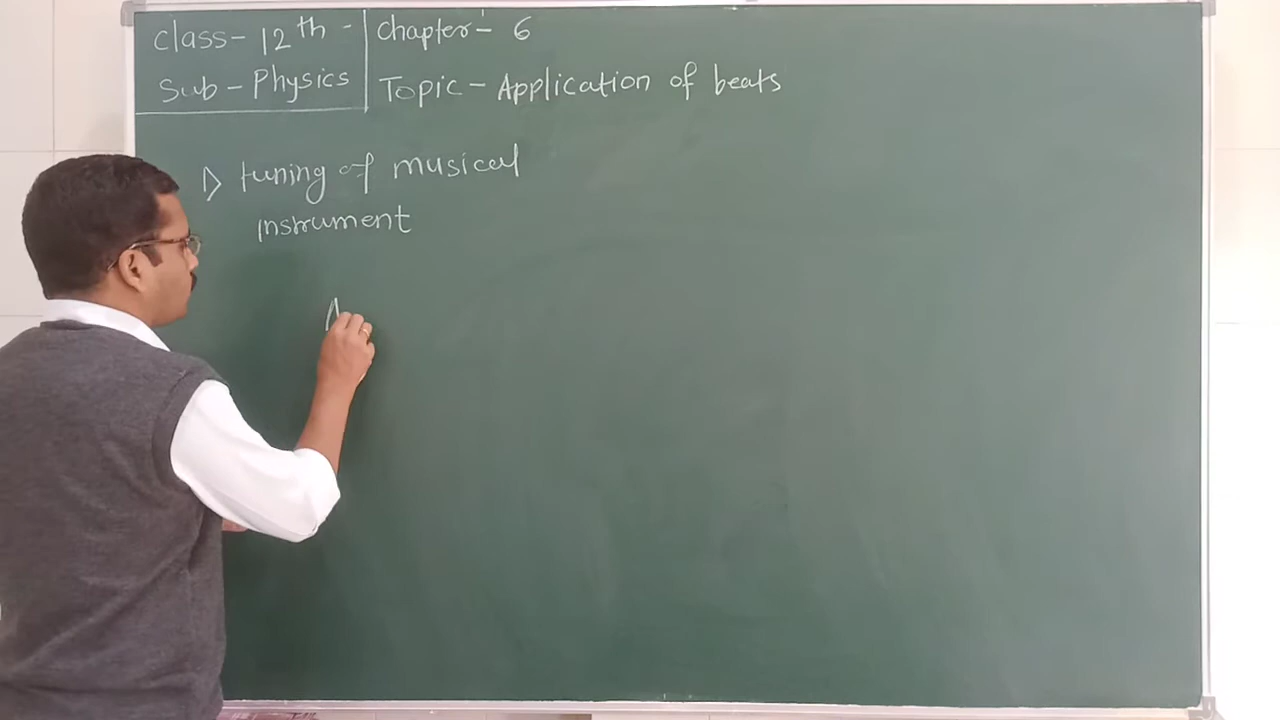 Class - 12th -
Sub - Physics
Chapter - 6
Topic - Application of beats
1> tuning of musical
instrument
A